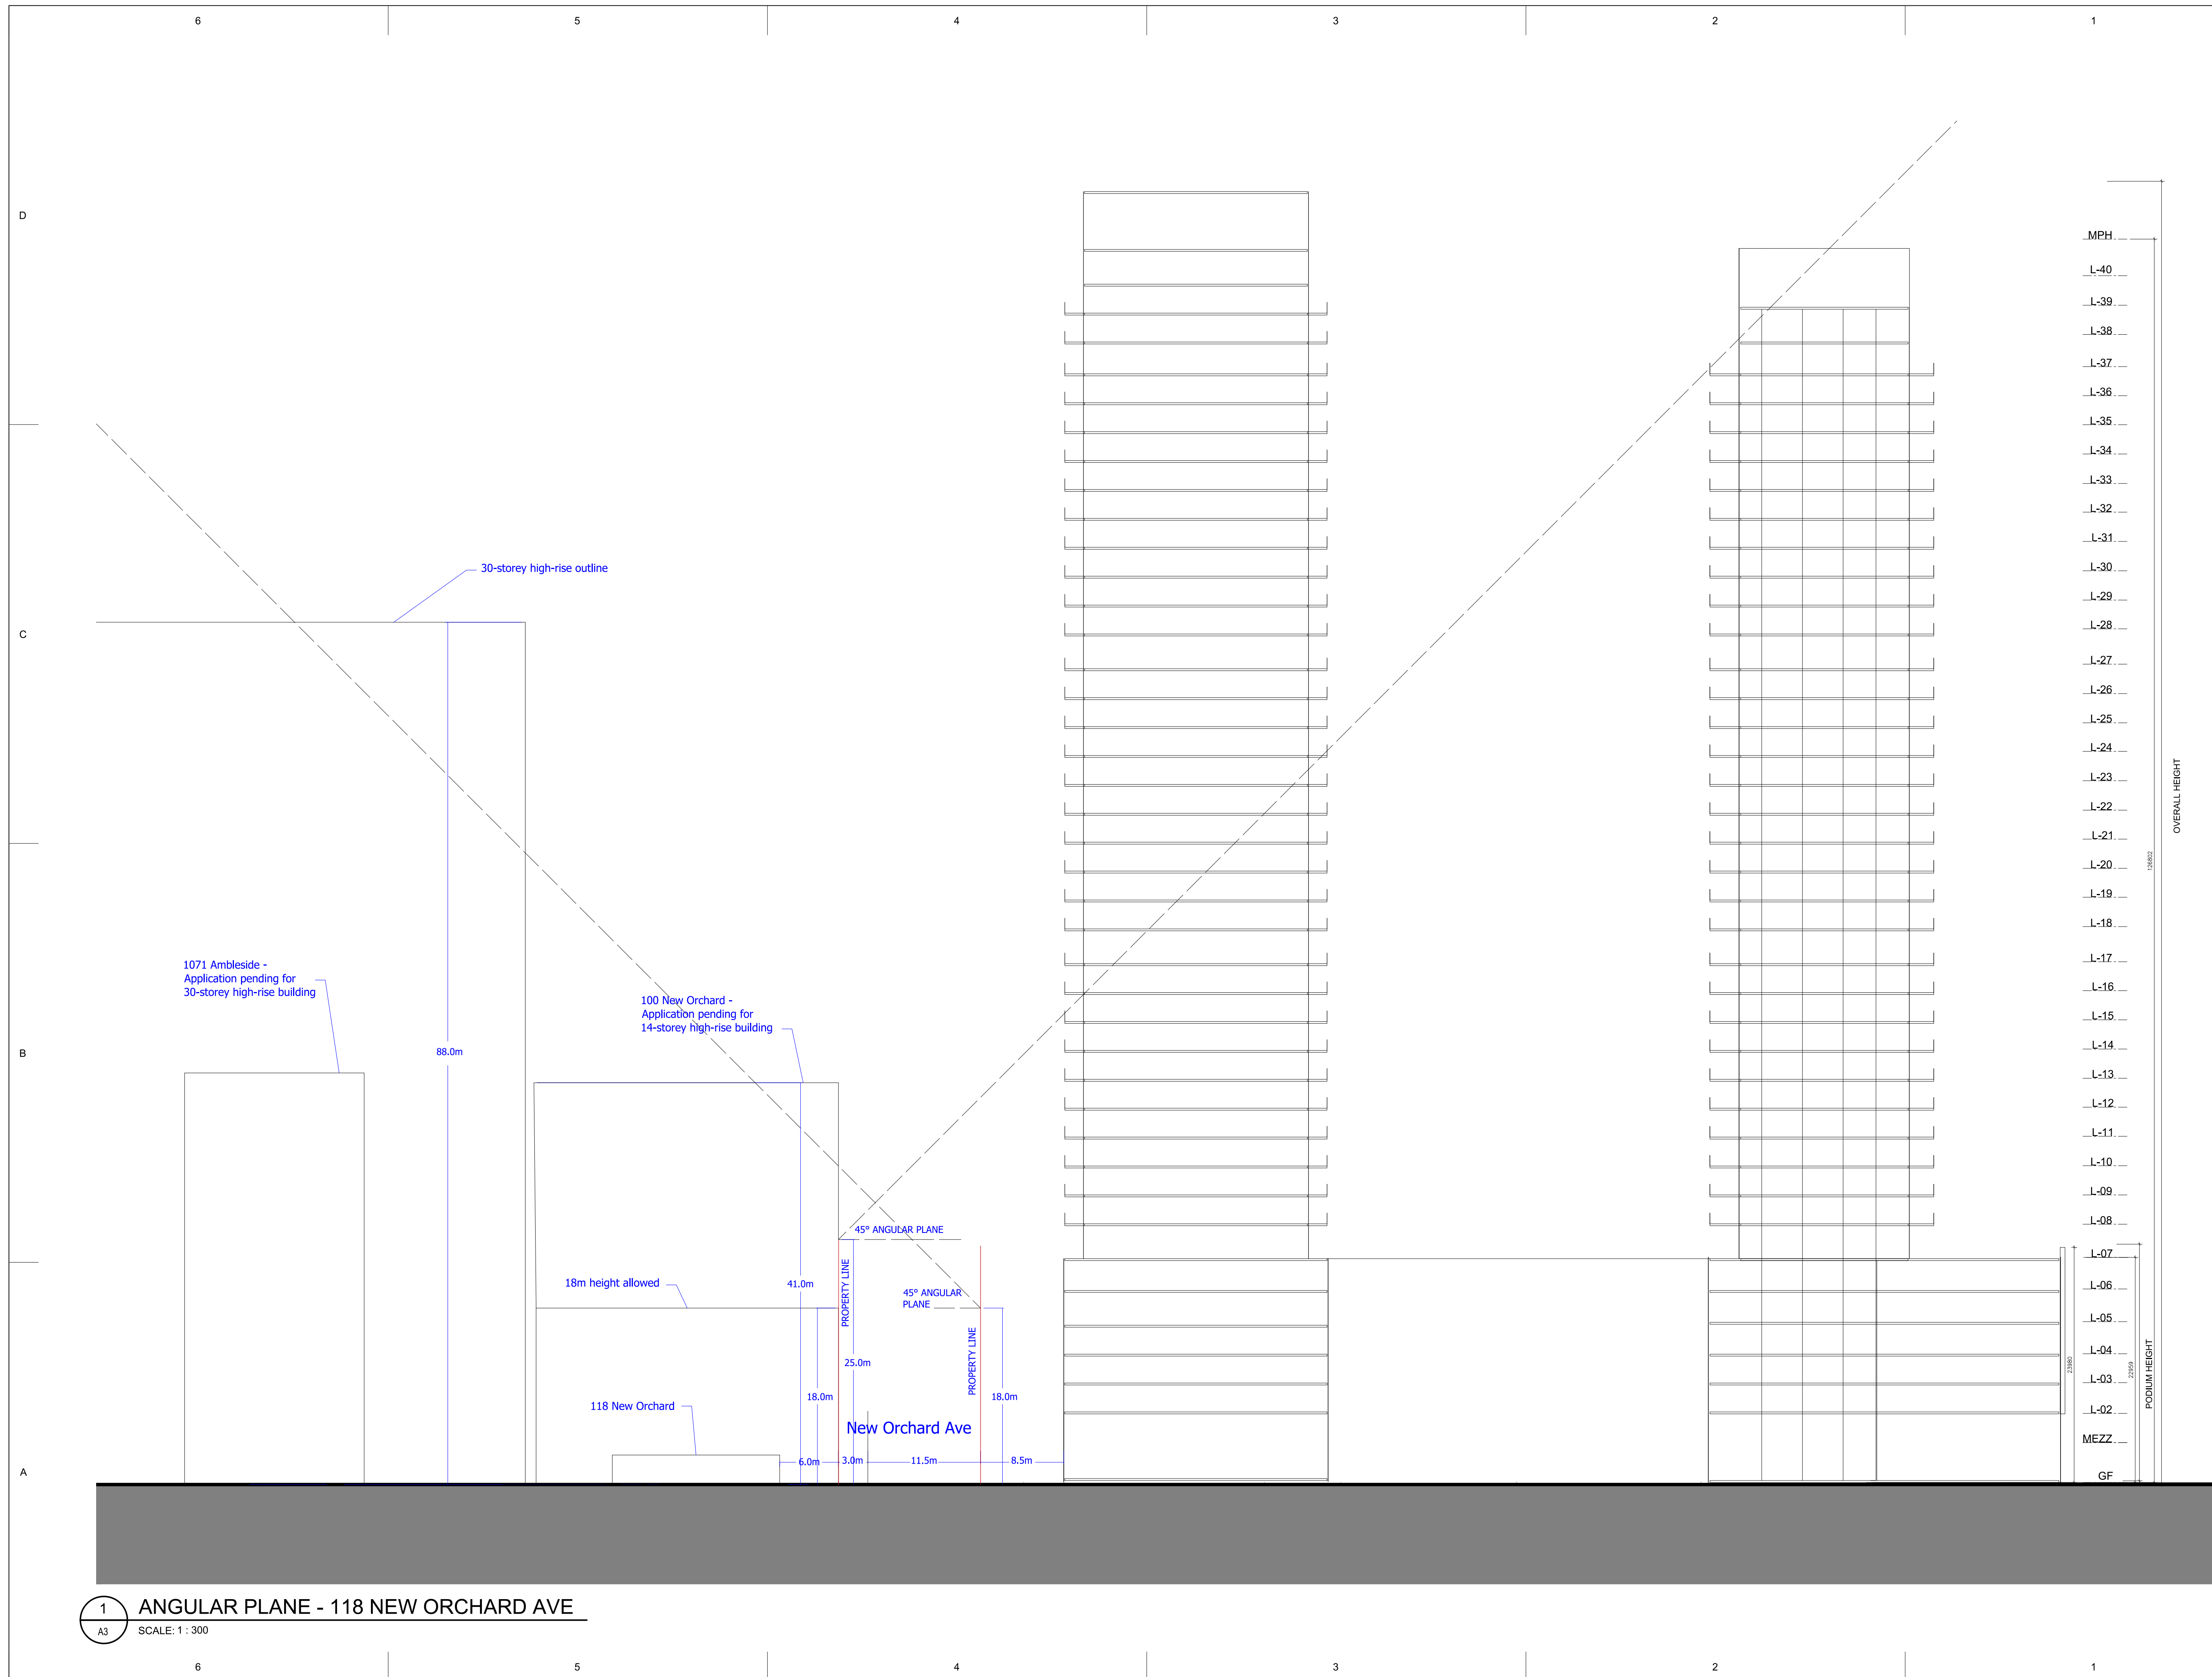 6 5 4 3 2 1
D
C
B
A
30-storey high-rise outline
1071 Ambleside -
Application pending for
30-storey high-rise building
100 New Orchard -
Application pending for
14-storey high-rise building
88.0m
45° ANGULAR PLANE
18m height allowed
41.0m
PROPERTY LINE
45° ANGULAR
PLANE
PROPERTY LINE
25.0m
18.0m
18.0m
118 New Orchard
New Orchard Ave
6.0m
3.0m
11.5m
8.5m
MPH
L-40
L-39
L-38
L-37
L-36
L-35
L-34
L-33
L-32
L-31
L-30
L-29
L-28
L-27
L-26
L-25
L-24
L-23
L-22
L-21
L-20
L-19
L-18
L-17
L-16
L-15
L-14
L-13
L-12
L-11
L-10
L-09
L-08
L-07
L-06
L-05
L-04
L-03
L-02
MEZZ
GF
OVERALL HEIGHT
126802
23980
22959
PODIUM HEIGHT
1
A3
ANGULAR PLANE - 118 NEW ORCHARD AVE
SCALE: 1 : 300
6 5 4 3 2 1